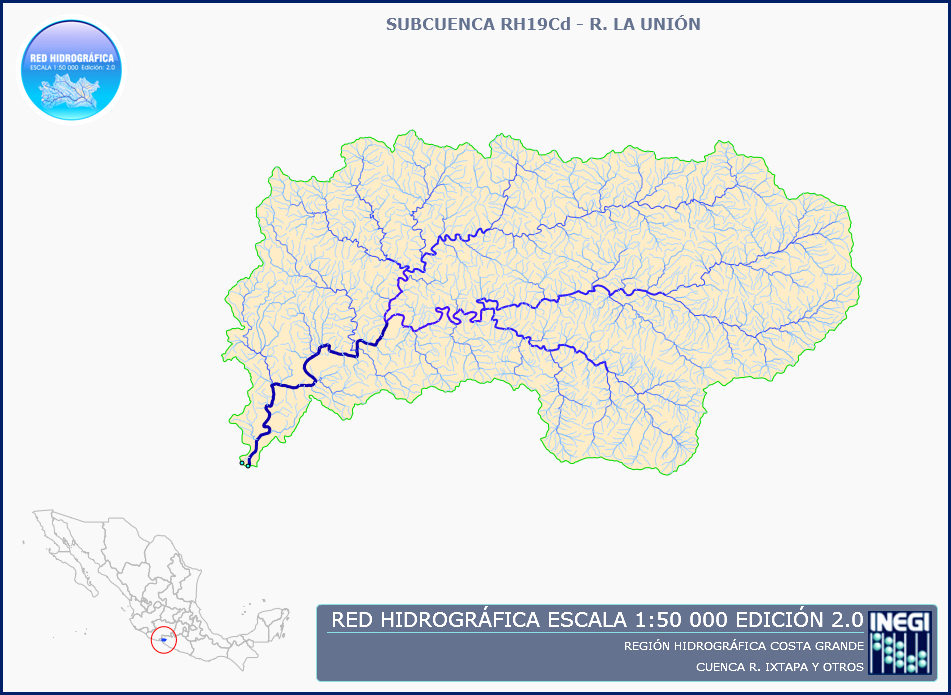 SUBCUENCA RH19Cd - R. LA UNIÓN
RED HIDROGRÁFICA
ESCALA 1:50 000 Edición: 2.0
RED HIDROGRÁFICA ESCALA 1:50 000 EDICIÓN 2.0
REGIÓN HIDROGRÁFICA COSTA GRANDE
CUENCA R. IXTAPA Y OTROS
INEGI